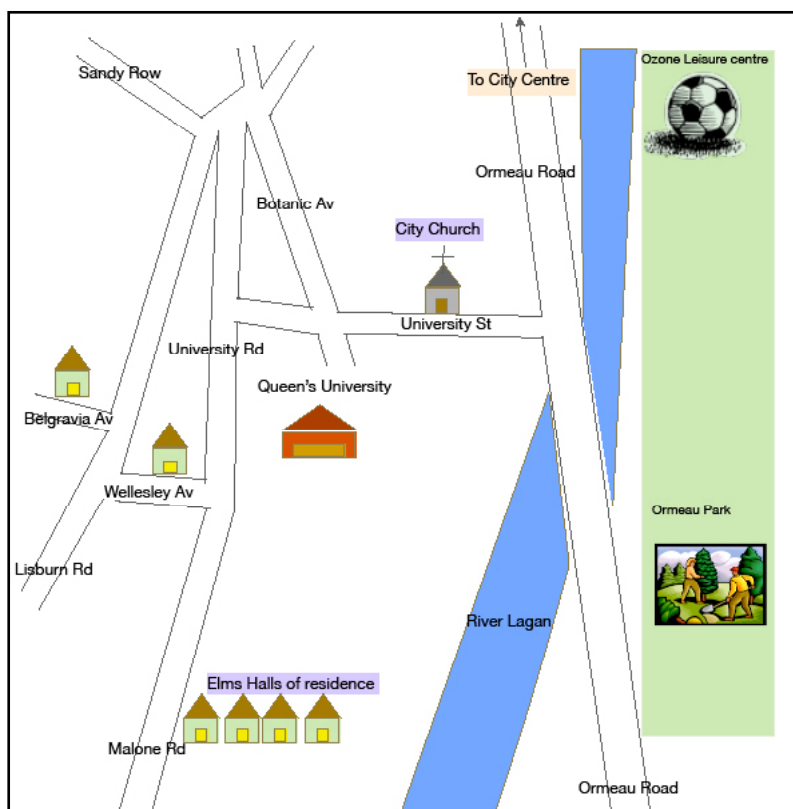 Ozone Leisure centre
Sandy Row
To City Centre
Ormeau Road
Botanic Av
City Church
University St
University Rd
Queen's University
Belgravia Av
Wellesley Av
Ormeau Park
Lisburn Rd
River Lagan
Elms Halls of residence
Malone Rd
Ormeau Road